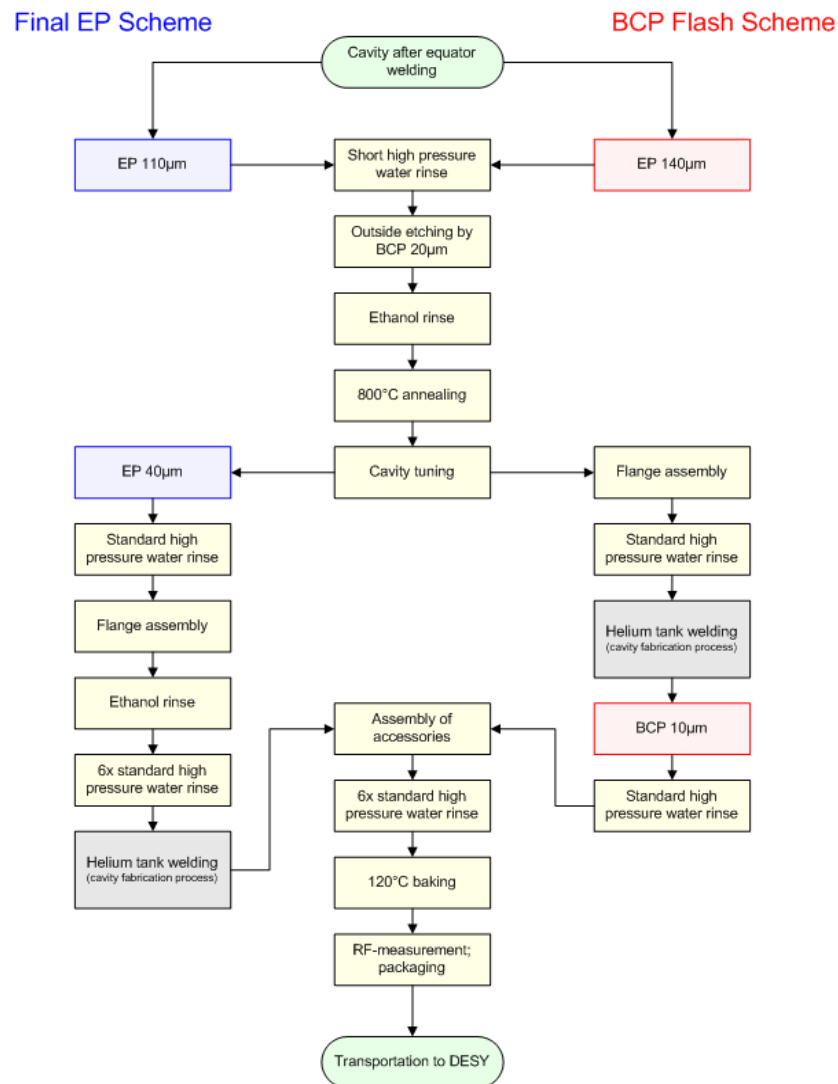 Final EP Scheme
BCP Flash Scheme
Cavity after equator
welding
EP 110µm
Short high pressure
water rinse
EP 140µm
Outside etching by
BCP 20µm
Ethanol rinse
800°C annealing
EP 40µm
Cavity tuning
Flange assembly
Standard high
pressure water rinse
Standard high
pressure water rinse
Flange assembly
Helium tank welding
(cavity fabrication process)
Ethanol rinse
Assembly of
accessories
BCP 10µm
6x standard high
pressure water rinse
6x standard high
pressure water rinse
Standard high
pressure water rinse
Helium tank welding
(cavity fabrication process)
120°C baking
RF-measurement;
packaging
Transportation to DESY